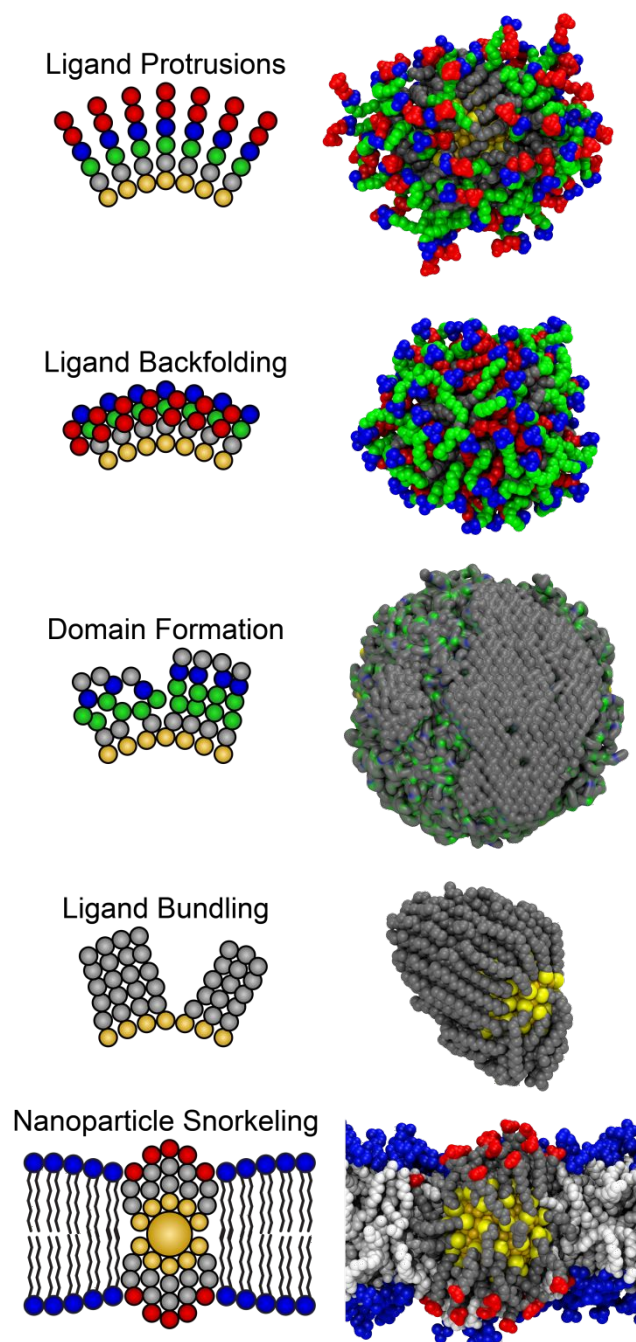 Ligand Protrusions
Ligand Backfolding
Domain Formation
Ligand Bundling
Nanoparticle Snorkeling